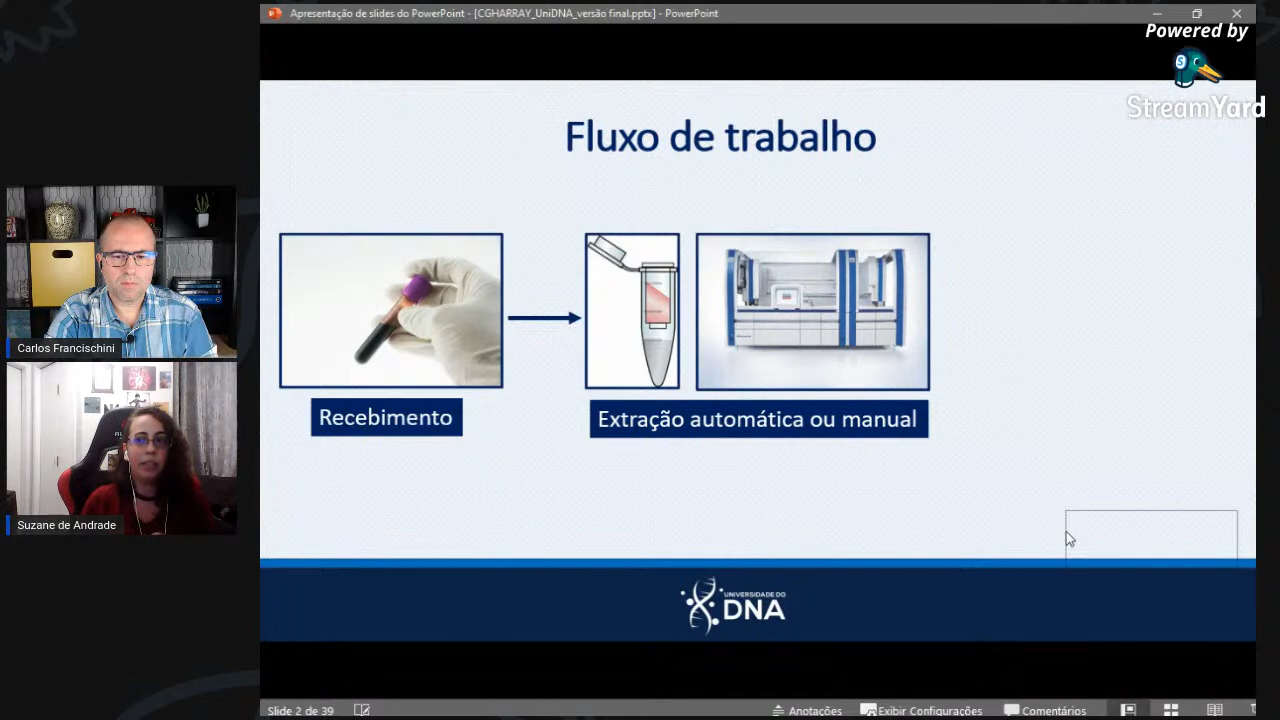 Apresentação de slides do PowerPoint - [CGHARRAY_UniDNA_versão final.pptx] - PowerPoint
Powered by
S
StreamYard
Fluxo de trabalho
Recebimento
Extração automática ou manual
Carlos Francischini
Suzane de Andrade
UNIVERSIDADE DO
DNA
Slide 2 de 39
Anotações
Exibir Configurações
Comentários